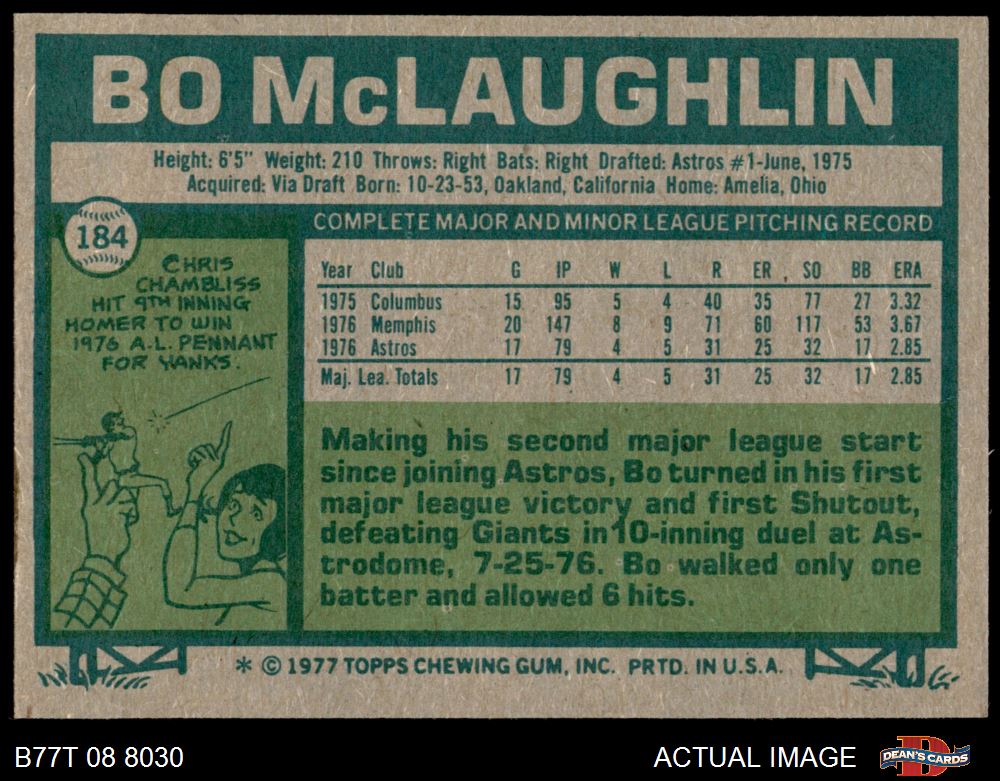 BO McLAUGHLIN
Height: 6'5" Weight: 210 Throws: Right Bats: Right Drafted: Astros #1-June, 1975
Acquired: Via Draft Born: 10-23-53, Oakland, California Home: Amelia, Ohio
184
CHRIS
CHAMBLISS
HIT 9TH INNING
HOMER TO WIN
1976 A.L. PENNANT
FOR YANKS.
COMPLETE MAJOR AND MINOR LEAGUE PITCHING RECORD
Year Club G IP W L R ER SO BB ERA
1975 Columbus 15 95 5 4 40 35 77 27 3.32
1976 Memphis 20 147 8 9 71 60 117 53 3.67
1976 Astros 17 79 4 5 31 25 32 17 2.85
Maj. Lea. Totals 17 79 4 5 31 25 32 17 2.85
Making his second major league start
since joining Astros, Bo turned in his first
major league victory and first Shutout,
defeating Giants in 10-inning duel at As-
trodome, 7-25-76. Bo walked only one
batter and allowed 6 hits.
* © 1977 TOPPS CHEWING GUM, INC. PRTD. IN U.S.A.
B77T 08 8030
ACTUAL IMAGE
D
DEAN'S CARDS